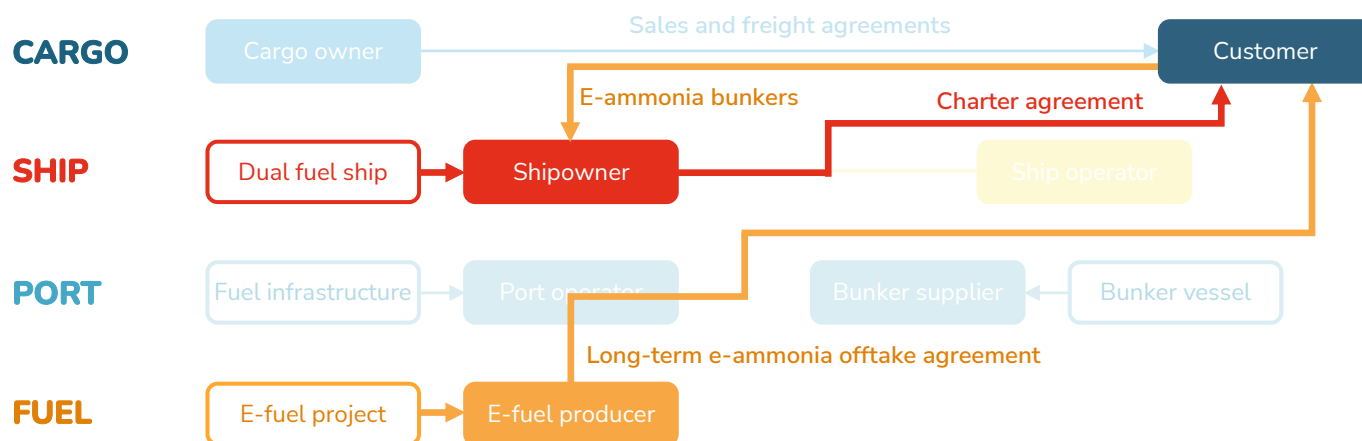 CARGO
Cargo owner
Sales and freight agreements
Customer
E-ammonia bunkers
Charter agreement
SHIP
Dual fuel ship
Shipowner
Ship operator
PORT
Fuel infrastructure
Port operator
Bunker supplier
Bunker vessel
Long-term e-ammonia offtake agreement
FUEL
E-fuel project
E-fuel producer